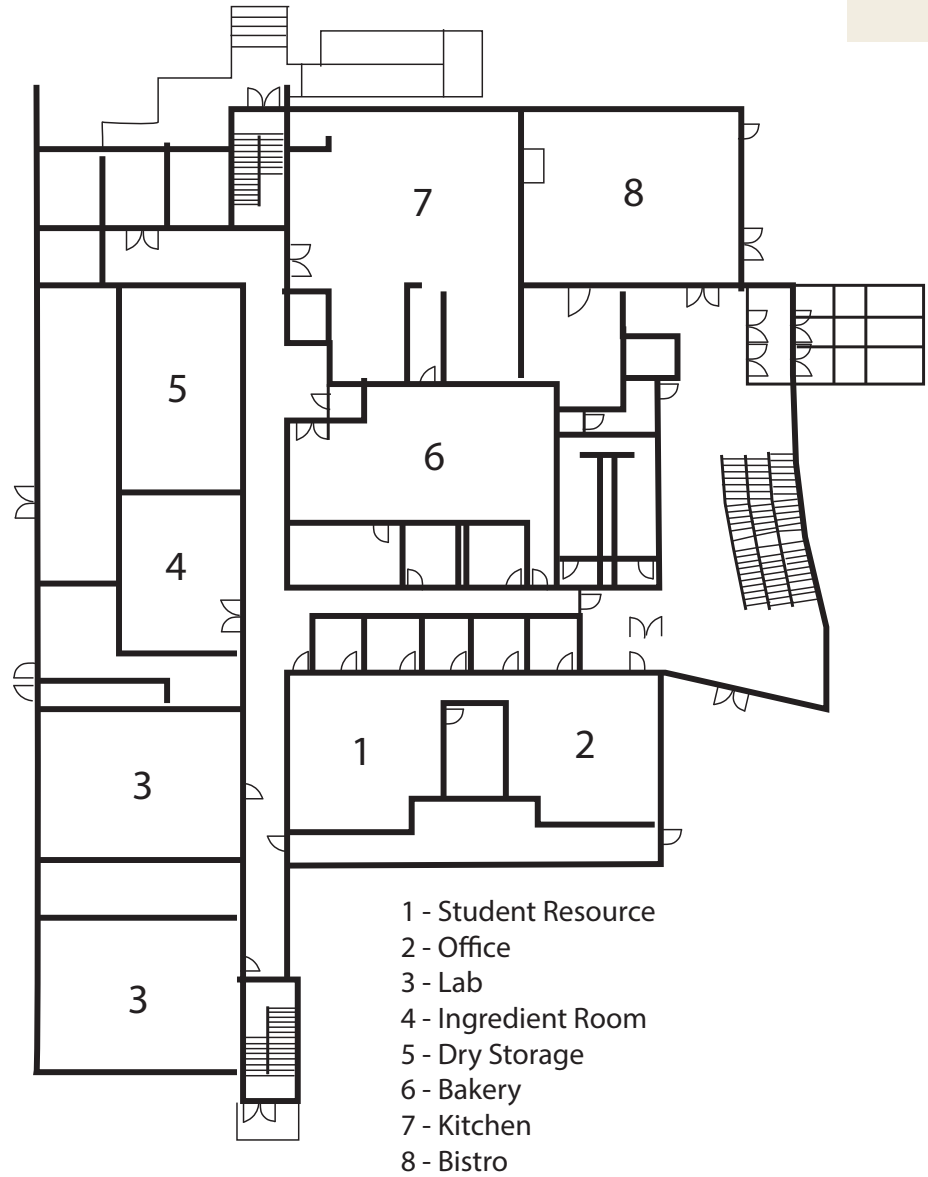 7
8
5
6
4
1
2
3
3
1 - Student Resource
2 - Office
3 - Lab
4 - Ingredient Room
5 - Dry Storage
6 - Bakery
7 - Kitchen
8 - Bistro